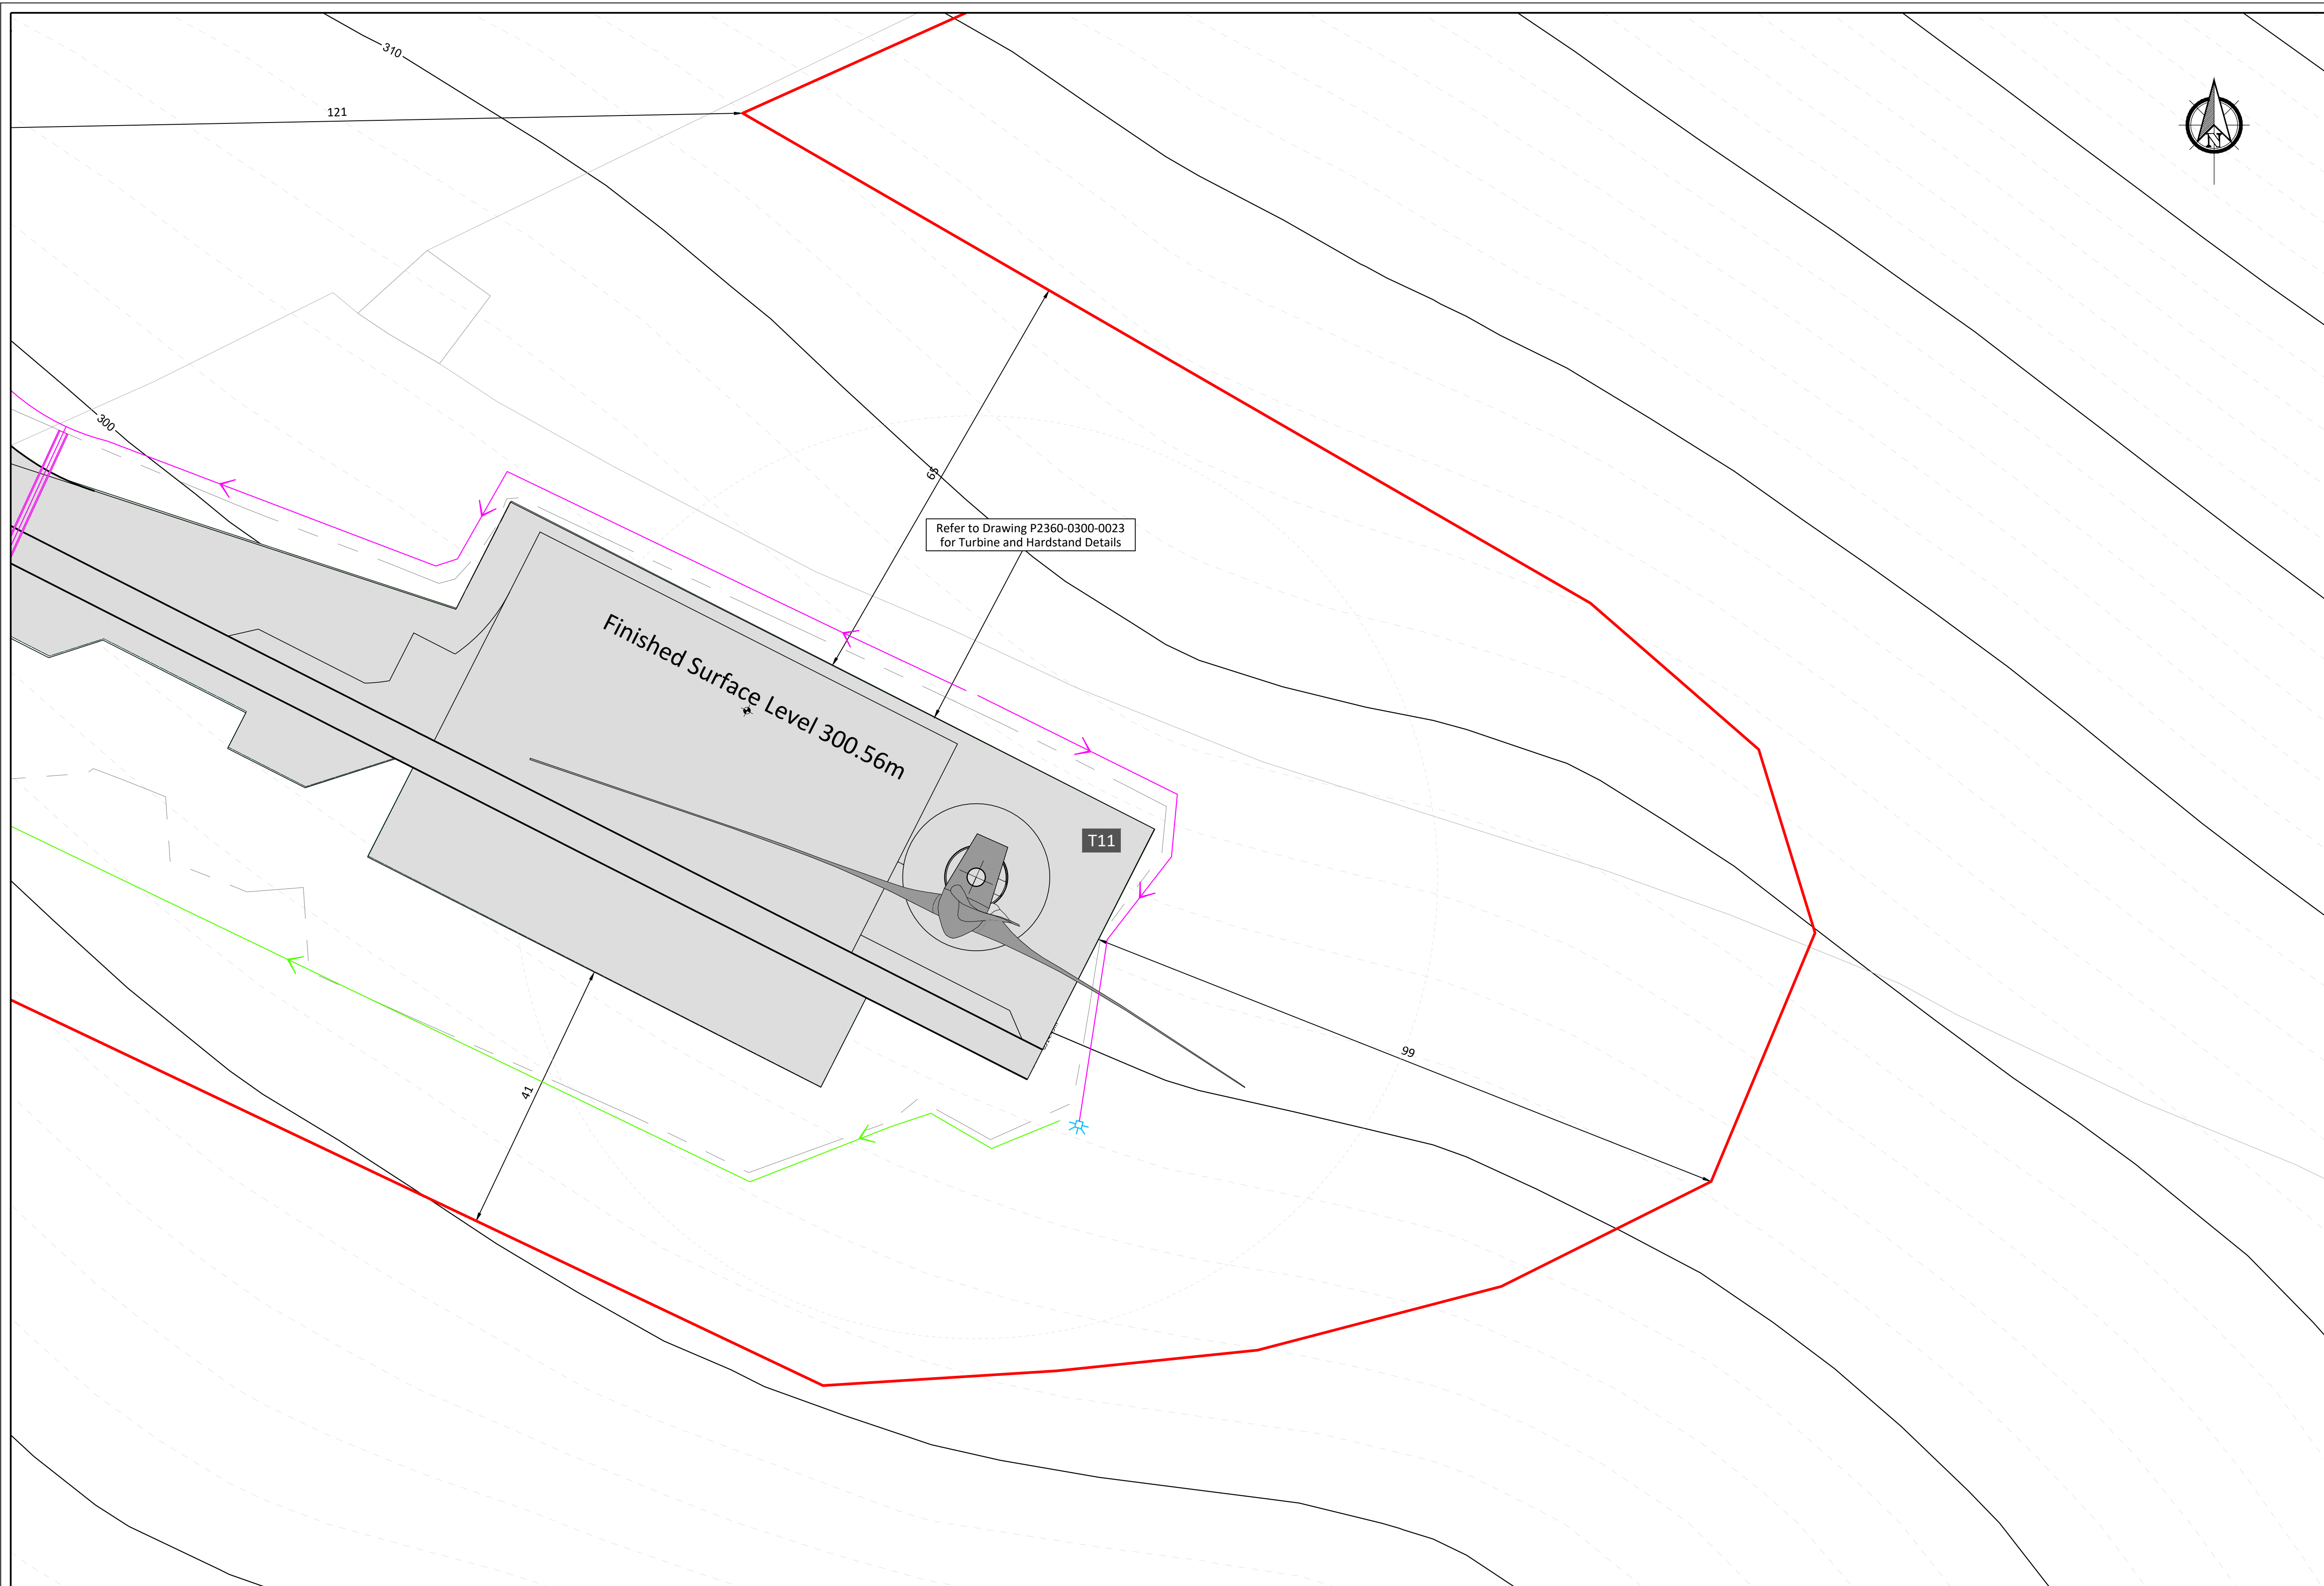 310
121
N
300
65
Refer to Drawing P2360-0300-0023
for Turbine and Hardstand Details
Finished Surface Level 300.56m
T11
99
41